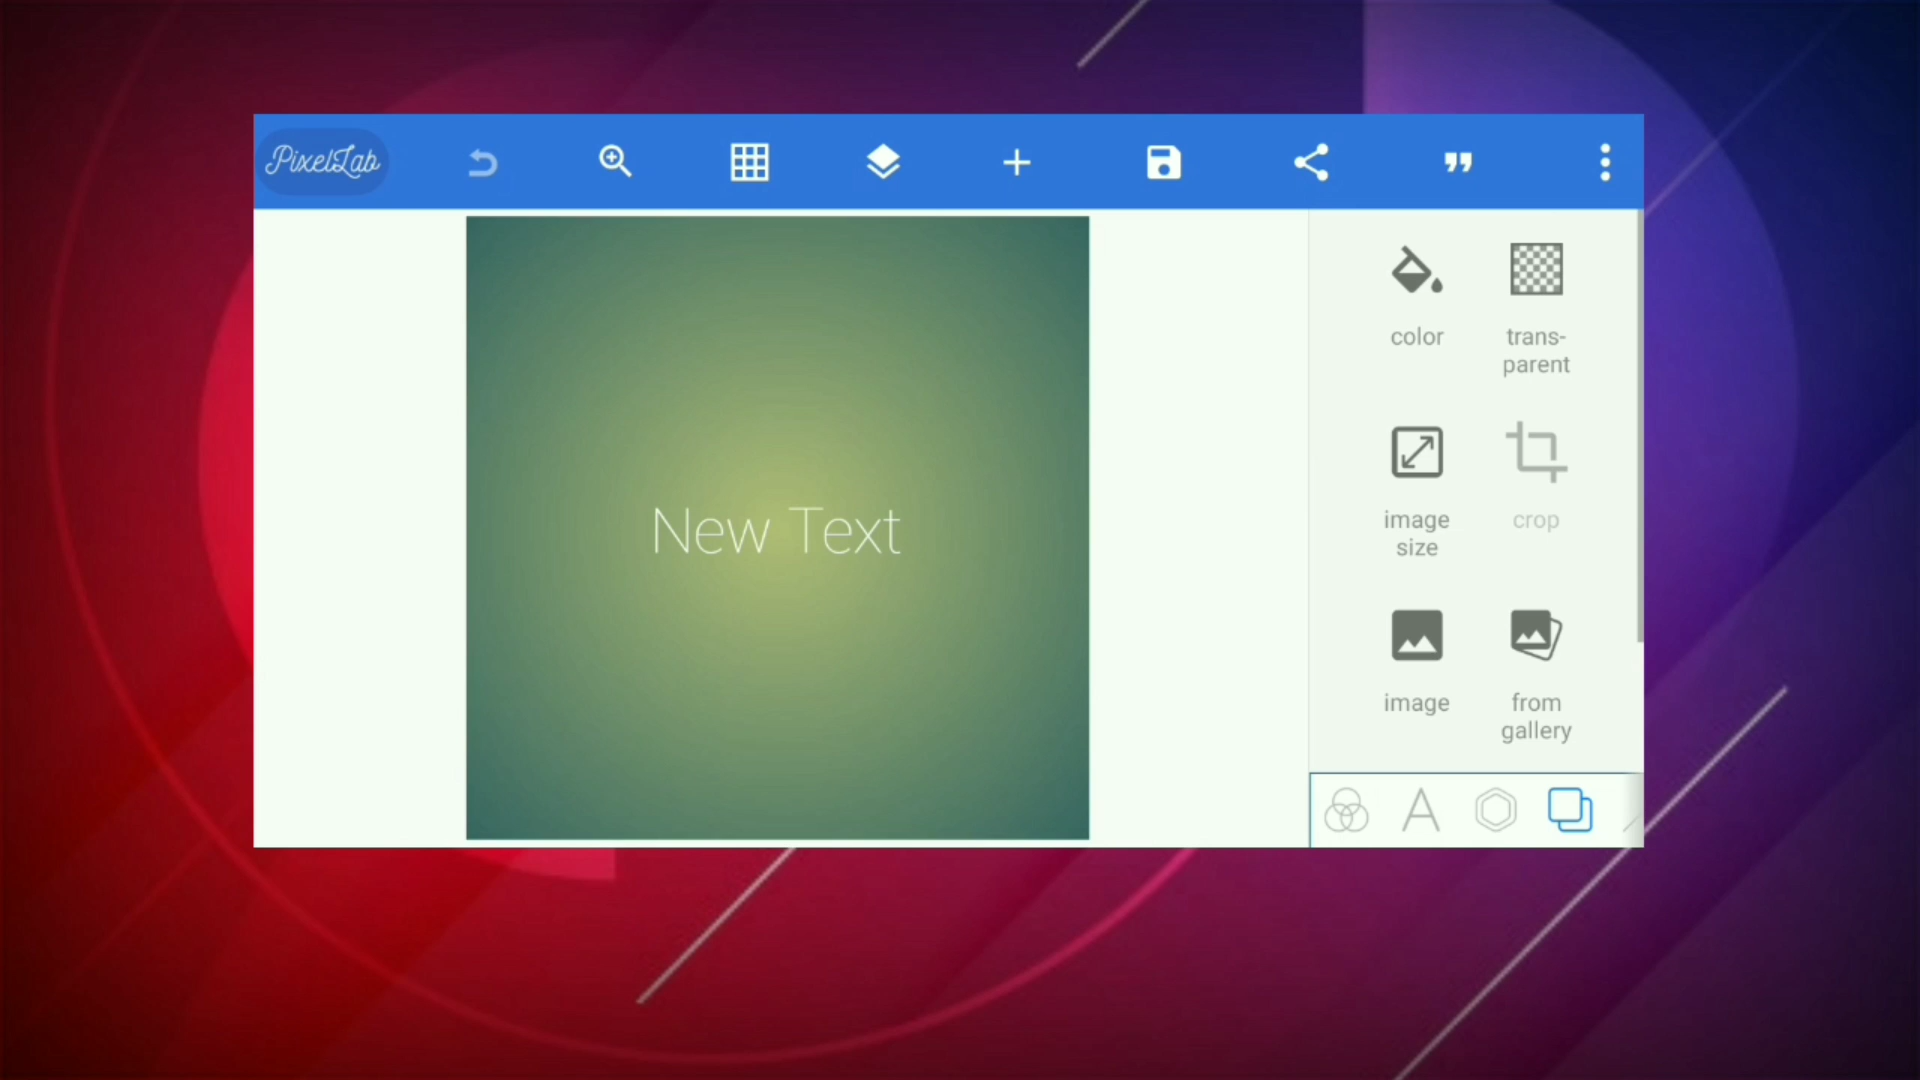 PixelLab
color
trans-
parent
New Text
image
size
crop
image
from
gallery